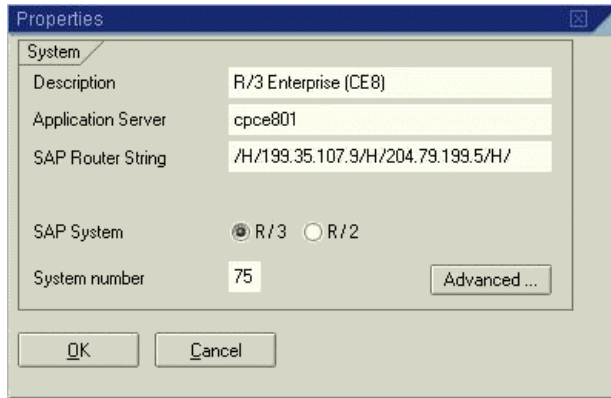 Properties
System
Description R/3 Enterprise (CE8)
Application Server cpce801
SAP Router String /H/199.35.107.9/H/204.79.199.5/H/
SAP System R/3 R/2
System number 75 Advanced ...
OK Cancel